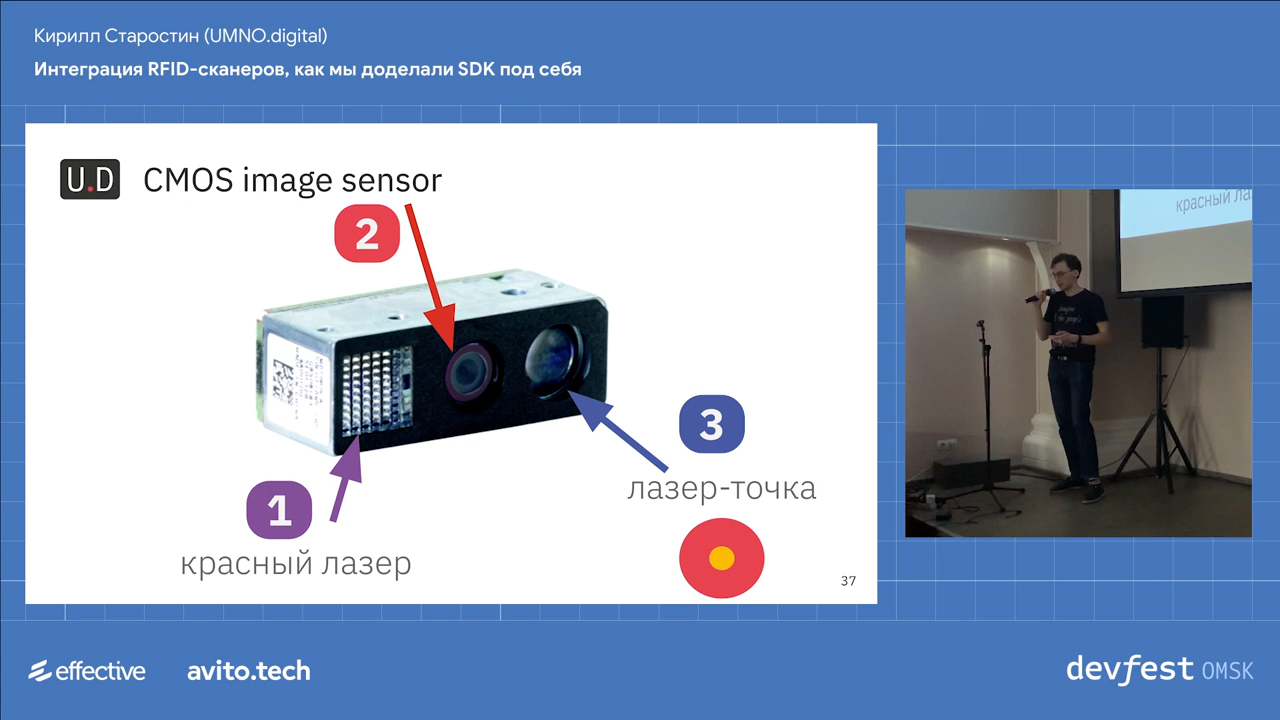 Кирилл Старостин (UMNO.digital)
Интеграция RFID-сканеров, как мы доделали SDK под себя
U.D CMOS image sensor
2
3
лазер-точка
1
красный лазер
37
красный ла
effective
avito.tech
devfest OMSK